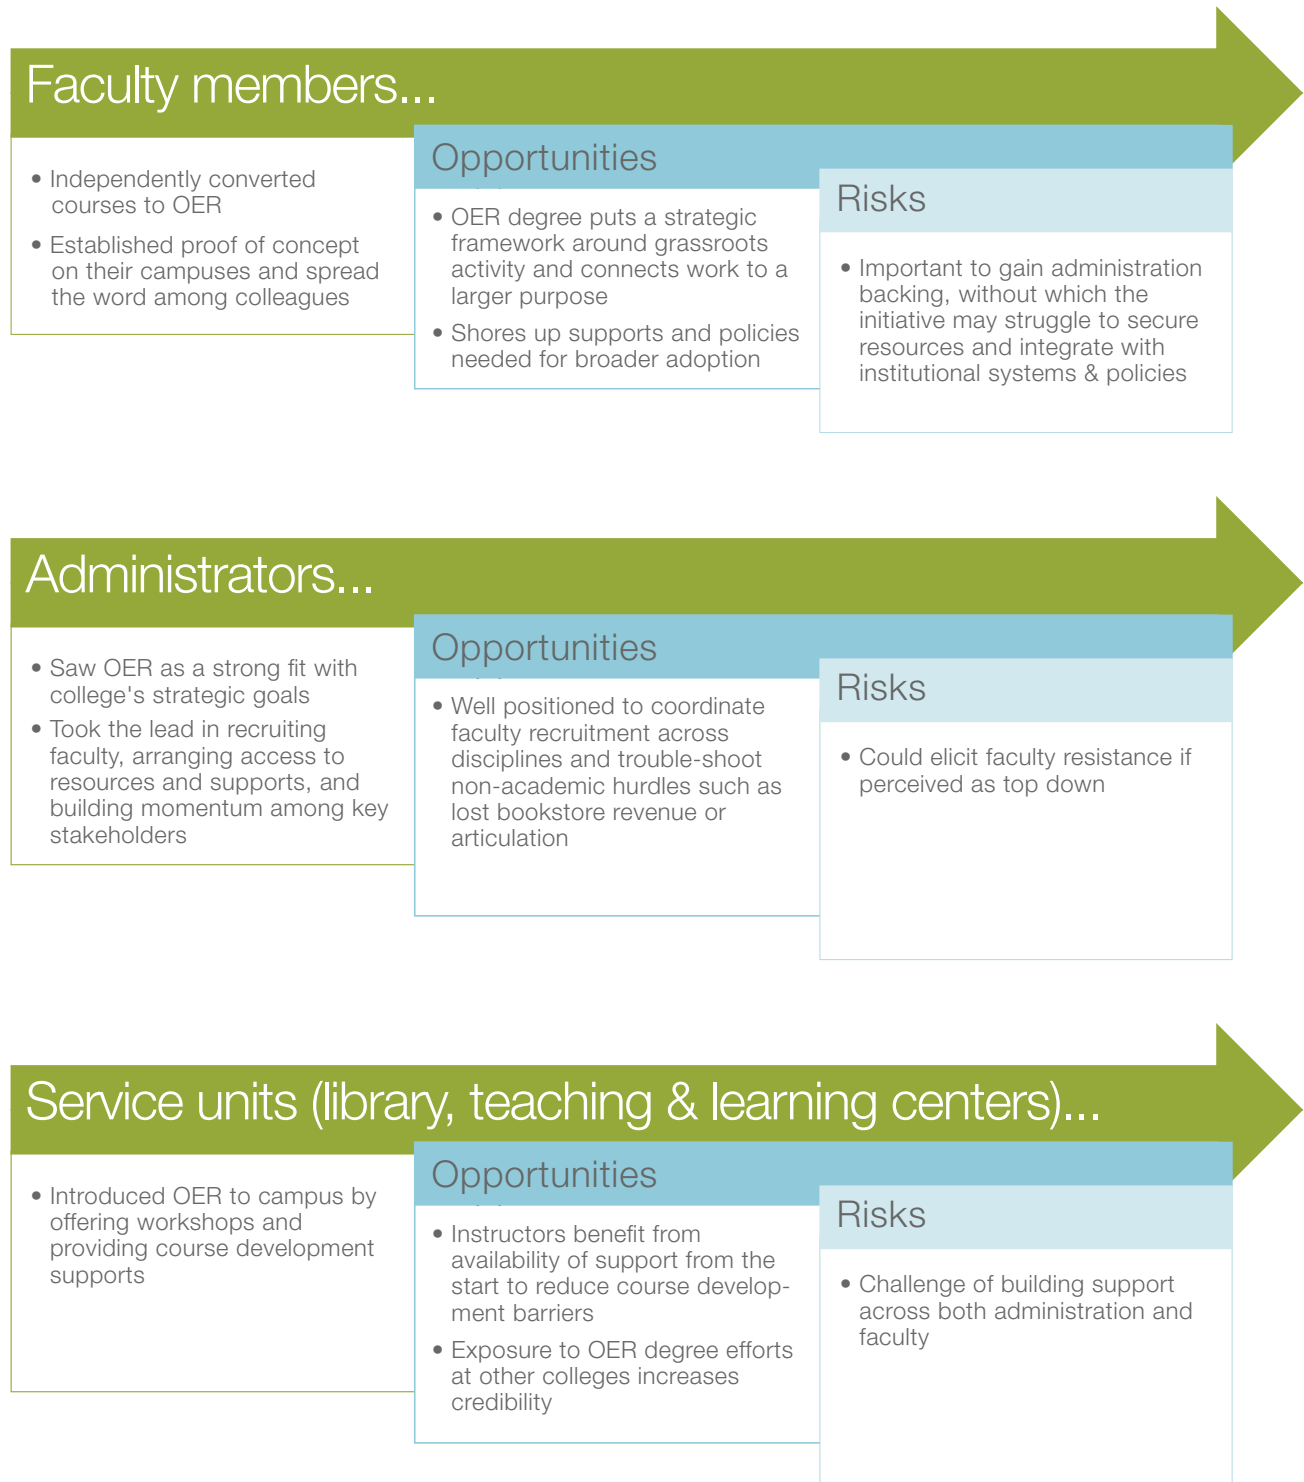 Faculty members...
• Independently converted
courses to OER
• Established proof of concept
on their campuses and spread
the word among colleagues
Opportunities
• OER degree puts a strategic
framework around grassroots
activity and connects work to a
larger purpose
• Shores up supports and policies
needed for broader adoption
Risks
• Important to gain administration
backing, without which the
initiative may struggle to secure
resources and integrate with
institutional systems & policies
Administrators...
• Saw OER as a strong fit with
college's strategic goals
• Took the lead in recruiting
faculty, arranging access to
resources and supports, and
building momentum among key
stakeholders
Opportunities
• Well positioned to coordinate
faculty recruitment across
disciplines and trouble-shoot
non-academic hurdles such as
lost bookstore revenue or
articulation
Risks
• Could elicit faculty resistance if
perceived as top down
Service units (library, teaching & learning centers)...
• Introduced OER to campus by
offering workshops and
providing course development
supports
Opportunities
• Instructors benefit from
availability of support from the
start to reduce course develop-
ment barriers
• Exposure to OER degree efforts
at other colleges increases
credibility
Risks
• Challenge of building support
across both administration and
faculty